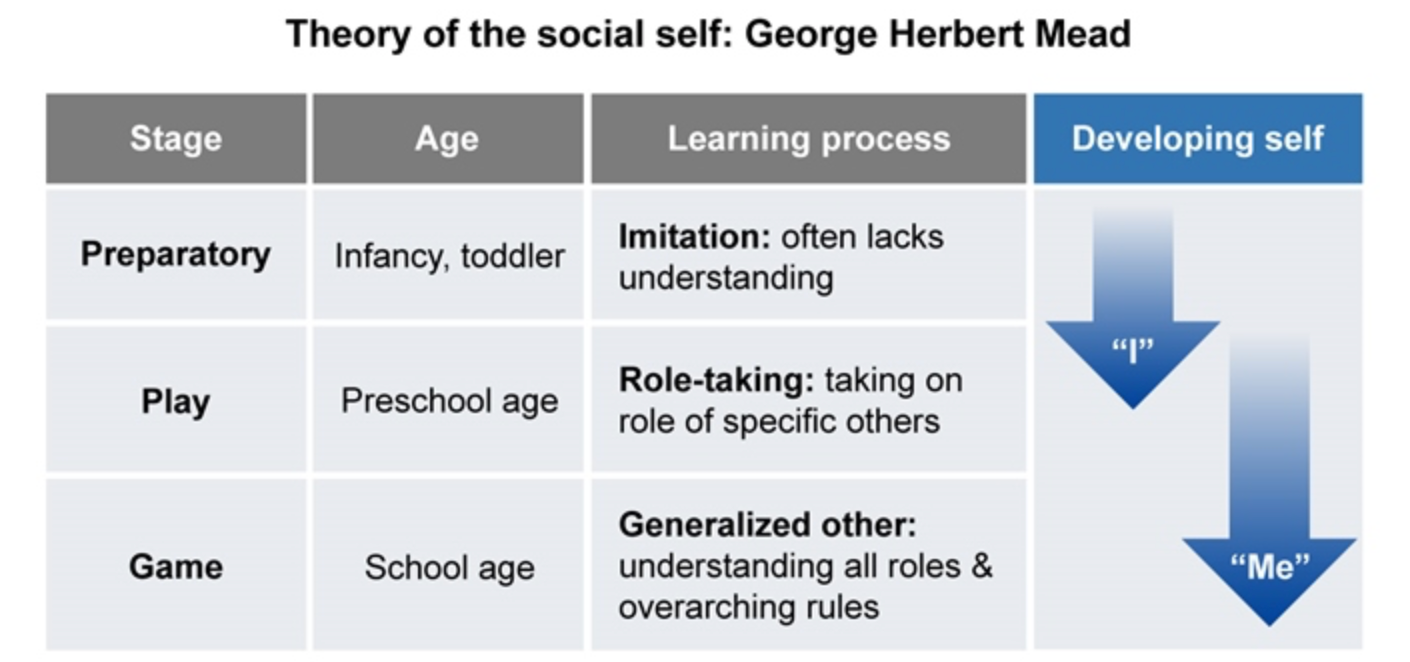 Theory of the social self: George Herbert Mead
Stage
Age
Learning process
Developing self
Preparatory
Infancy, toddler
Imitation: often lacks
understanding
“I”
Play
Preschool age
Role-taking: taking on
role of specific others
Game
School age
Generalized other:
understanding all roles &
overarching rules
“Me”